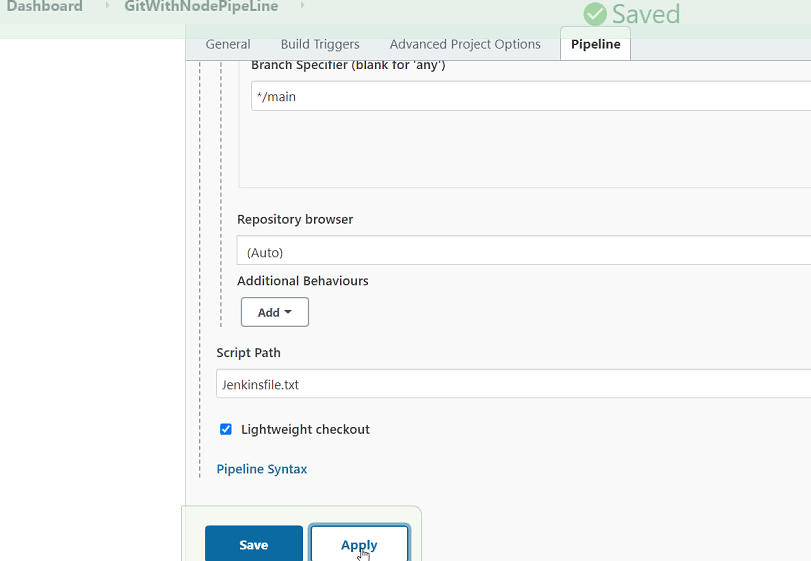 Dashboard GitWithNodePipeLine
Saved
General Build Triggers Advanced Project Options Pipeline
Branch Specifier (blank for 'any')
*/main
Repository browser
(Auto)
Additional Behaviours
Add
Script Path
Jenkinsfile.txt
Lightweight checkout
Pipeline Syntax
Save Apply